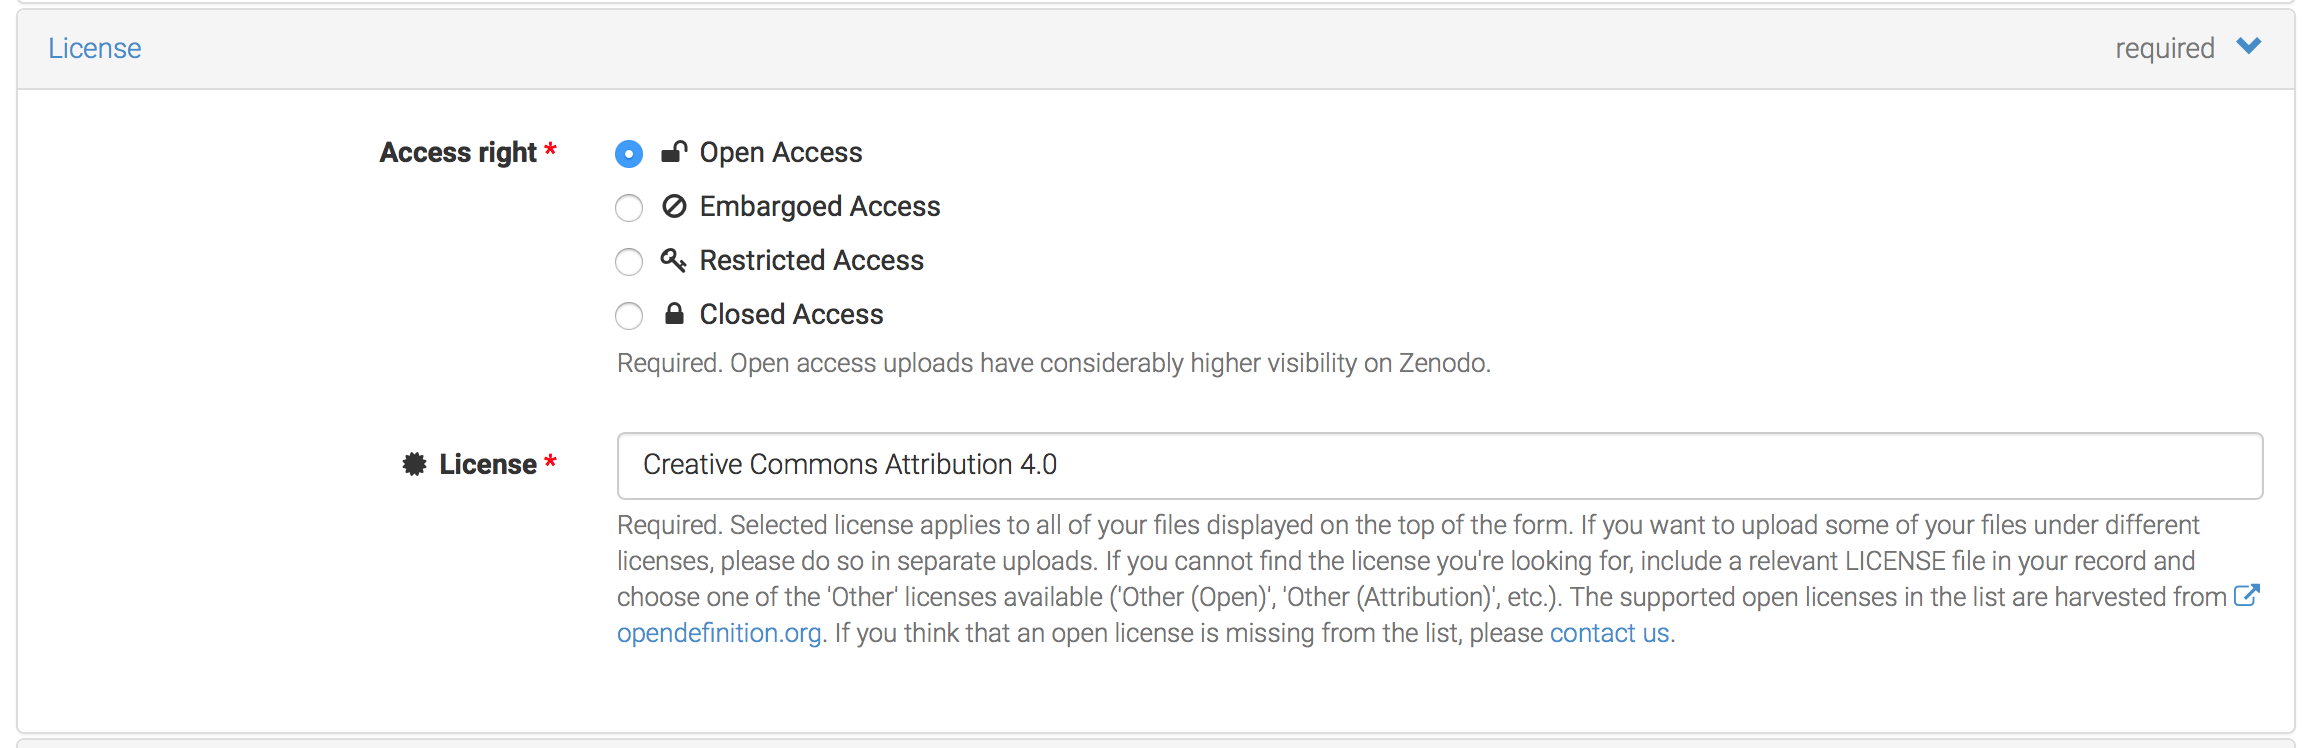 License required
Access right *
Open Access
Embargoed Access
Restricted Access
Closed Access
Required. Open access uploads have considerably higher visibility on Zenodo.
License *
Creative Commons Attribution 4.0
Required. Selected license applies to all of your files displayed on the top of the form. If you want to upload some of your files under different
licenses, please do so in separate uploads. If you cannot find the license you're looking for, include a relevant LICENSE file in your record and
choose one of the 'Other' licenses available ('Other (Open)', 'Other (Attribution)', etc.). The supported open licenses in the list are harvested from
opendefinition.org. If you think that an open license is missing from the list, please contact us.